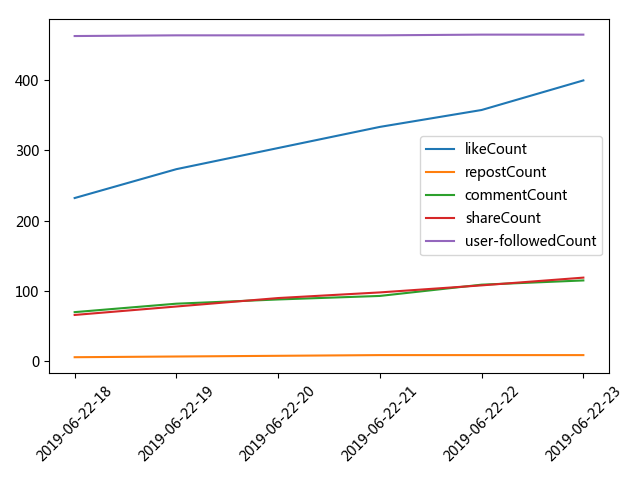 400
300
200
100
0
likeCount
repostCount
commentCount
shareCount
user-followedCount
2019-06-22-18
2019-06-22-19
2019-06-22-20
2019-06-22-21
2019-06-22-22
2019-06-22-23